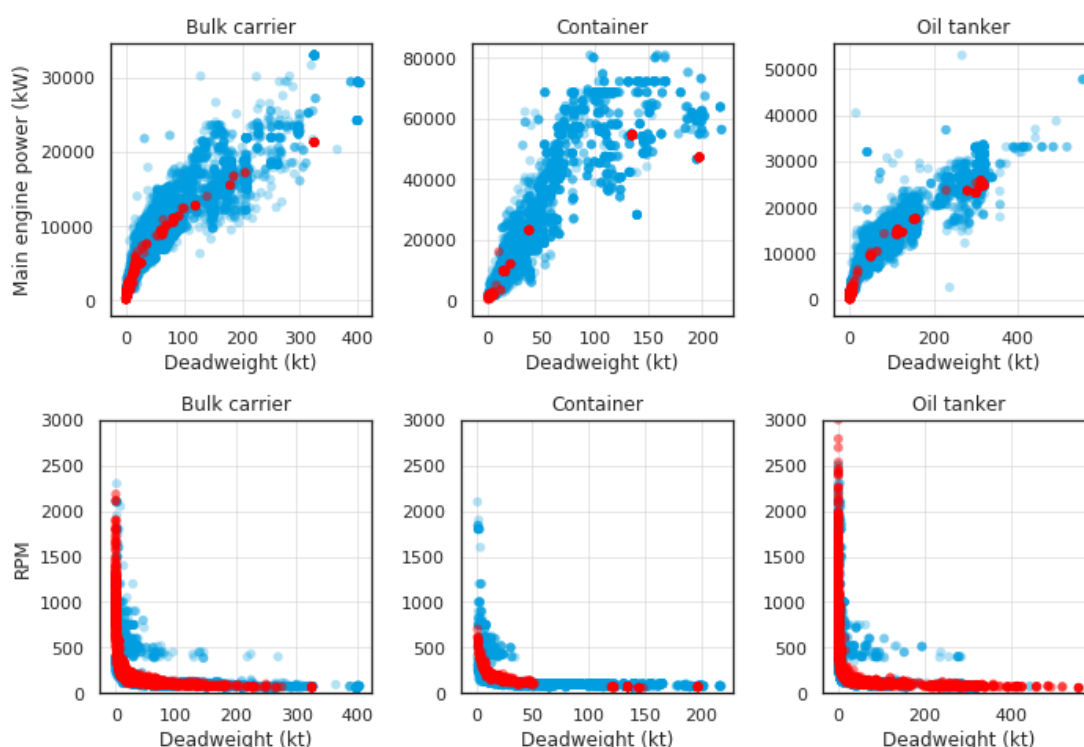 Bulk carrier
Container
Oil tanker
Main engine power (kW)
30000
20000
10000
0
80000
60000
40000
20000
0
50000
40000
30000
20000
10000
0
0 100 200 300 400
0 50 100 150 200
0 200 400
Deadweight (kt)
Deadweight (kt)
Deadweight (kt)
Bulk carrier
Container
Oil tanker
RPM
3000
2500
2000
1500
1000
500
0
3000
2500
2000
1500
1000
500
0
3000
2500
2000
1500
1000
500
0
0 100 200 300 400
0 50 100 150 200
0 200 400
Deadweight (kt)
Deadweight (kt)
Deadweight (kt)